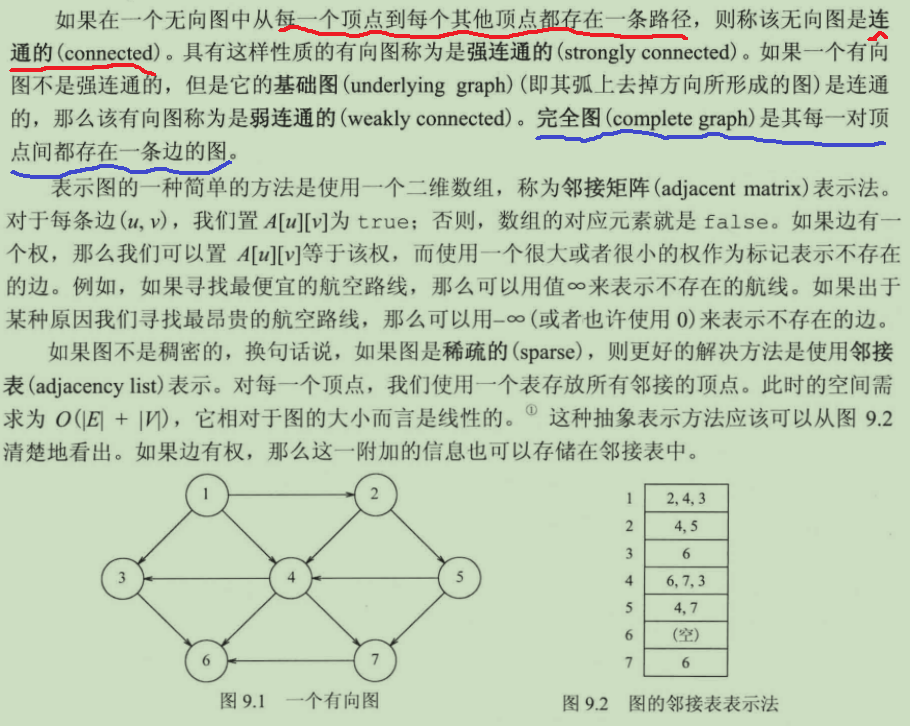 如果在一个无向图中从每一个顶点到每个其他顶点都存在一条路径，则称该无向图是连
通的(connected)。具有这样性质的有向图称为是强连通的(strongly connected)。如果一个有向
图不是强连通的，但是它的基础图(underlying graph)(即其弧上去掉方向所形成的图)是连通
的，那么该有向图称为是弱连通的(weakly connected)。完全图(complete graph)是其每一对顶
点间都存在一条边的图。
表示图的一种简单的方法是使用一个二维数组，称为邻接矩阵(adjacent matrix)表示法。
对于每条边(u, v)，我们置 A[u][v]为 true；否则，数组的对应元素就是 false。如果边有一
个权，那么我们可以置 A[u][v]等于该权，而使用一个很大或者很小的权作为标记表示不存在
的边。例如，如果寻找最便宜的航空路线，那么可以用值∞来表示不存在的航线。如果出于
某种原因我们寻找最昂贵的航空路线，那么可以用–∞(或者也许使用 0)来表示不存在的边。
如果图不是稠密的，换句话说，如果图是稀疏的(sparse)，则更好的解决方法是使用邻接
表(adjacency list)表示。对每一个顶点，我们使用一个表存放所有邻接的顶点。此时的空间需
求为 O(|E| + |V|)，它相对于图的大小而言是线性的。① 这种抽象表示方法应该可以从图 9.2
清楚地看出。如果边有权，那么这一附加的信息也可以存储在邻接表中。
1
2
3
4
5
6
7
图 9.1 一个有向图
1 2, 4, 3
2 4, 5
3 6
4 6, 7, 3
5 4, 7
6 (空)
7 6
图 9.2 图的邻接表表示法